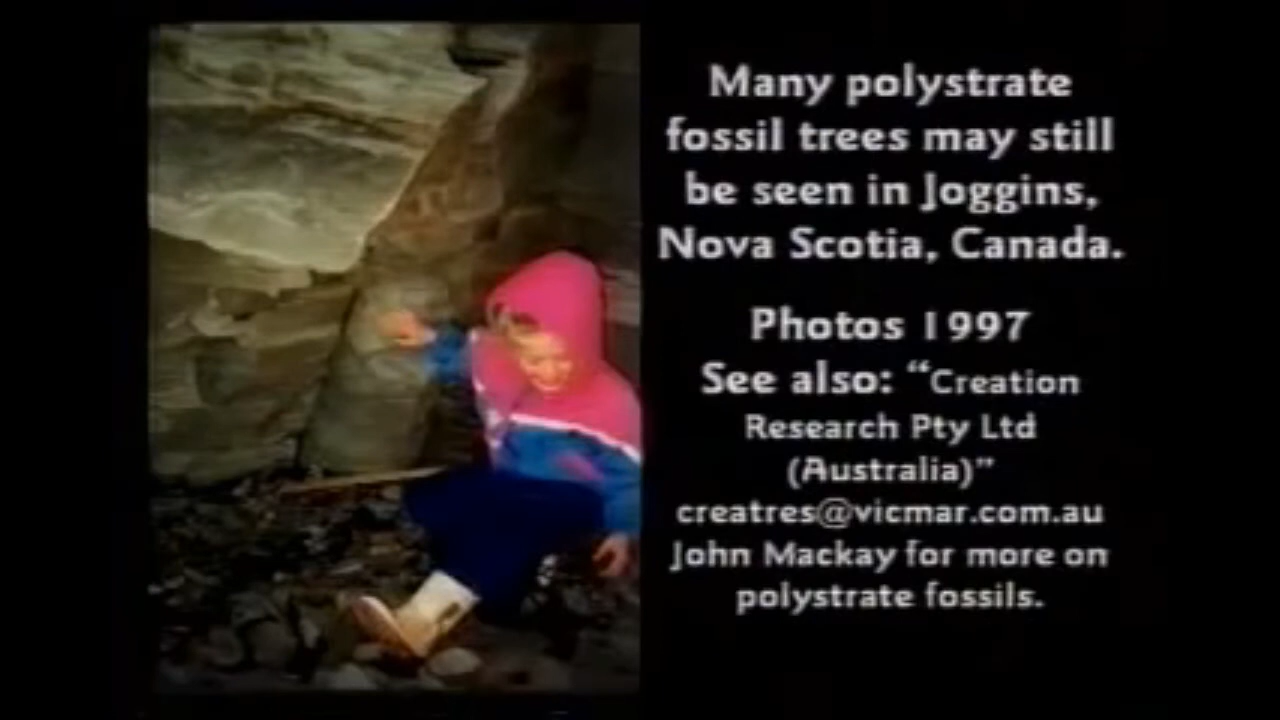 Many polystrate
fossil trees may still
be seen in Joggins,
Nova Scotia, Canada.
Photos 1997
See also: “Creation
Research Pty Ltd
(Australia)”
creatres@vicmar.com.au
John Mackay for more on
polystrate fossils.